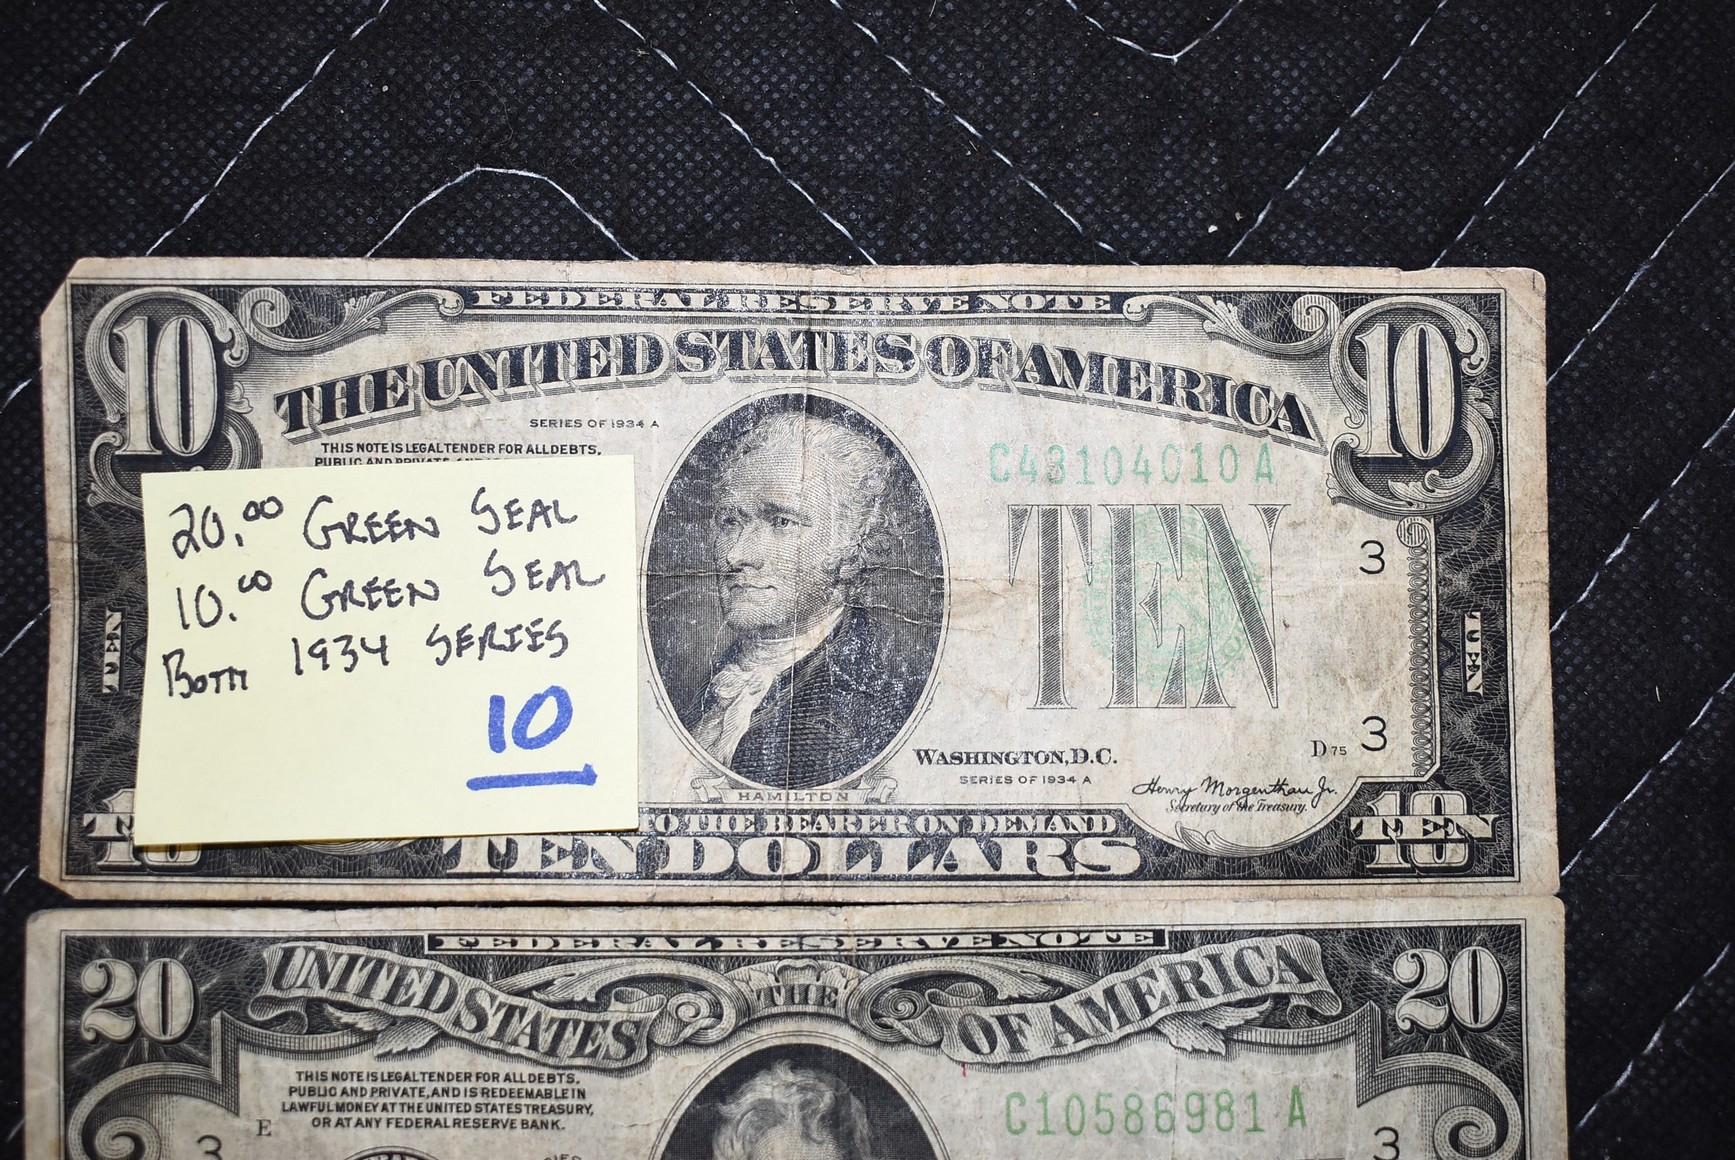 FEDERAL RESERVE NOTE
10 THE UNITED STATES OF AMERICA 10
SERIES OF 1934 A
THIS NOTE IS LEGAL TENDER FOR ALL DEBTS,
PUBLIC AND PRIVATE, AND
C43104010A
20.00 GREEN SEAL
10.00 GREEN SEAL
BOTH 1934 SERIES
10
TEN
3
TEN
D 75 3
WASHINGTON, D.C.
SERIES OF 1934 A
Henry Morgenthau Jr.
Secretary of the Treasury.
HAMILTON
TO THE BEARER ON DEMAND
TEN DOLLARS
TEN
10
FEDERAL RESERVE NOTE
20 UNITED STATES THE OF AMERICA 20
THIS NOTE IS LEGAL TENDER FOR ALL DEBTS,
PUBLIC AND PRIVATE, AND IS REDEEMABLE IN
LAWFUL MONEY AT THE UNITED STATES TREASURY,
OR AT ANY FEDERAL RESERVE BANK.
C10586981A
3 E
3